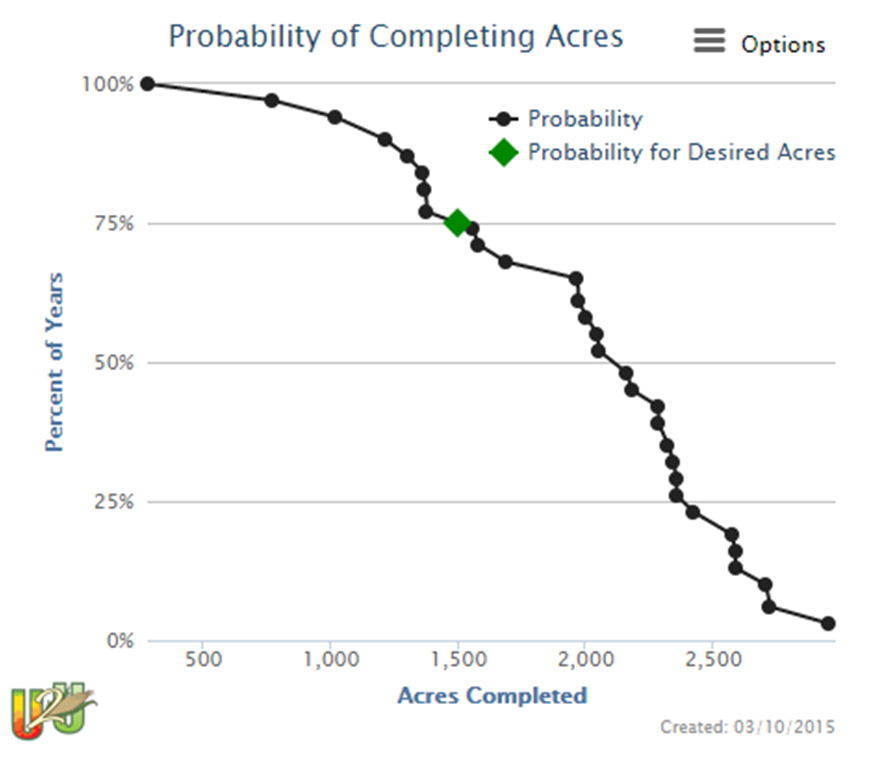 Probability of Completing Acres
Options
Probability
Probability for Desired Acres
100%
75%
50%
25%
0%
Percent of Years
500 1,000 1,500 2,000 2,500
Acres Completed
U2U
Created: 03/10/2015